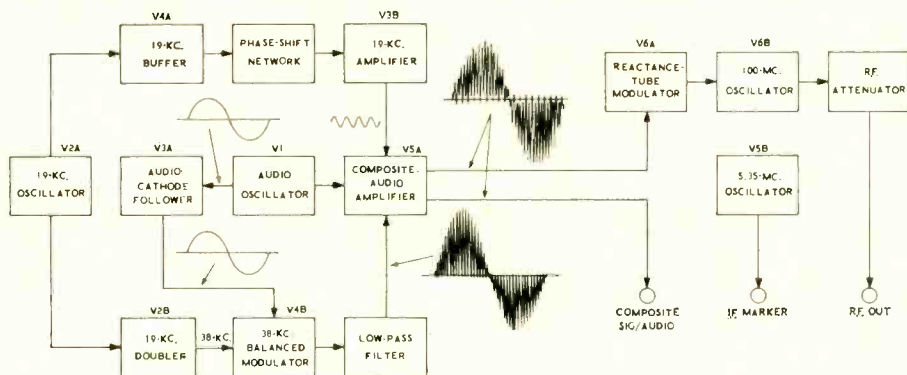 V4A
19-KC.
BUFFER
PHASE-SHIFT
NETWORK
V3B
19-KC.
AMPLIFIER
V6A
REACTANCE-
TUBE
MODULATOR
V6B
100-MC.
OSCILLATOR
R.F.
ATTENUATOR
V2A
19-KC.
OSCILLATOR
V3A
AUDIO-
CATHODE
FOLLOWER
V1
AUDIO
OSCILLATOR
V5A
COMPOSITE-
AUDIO
AMPLIFIER
V5B
5.35-MC.
OSCILLATOR
V2B
19-KC.
DOUBLER
38-KC.
V4B
38-KC.
BALANCED
MODULATOR
LOW-PASS
FILTER
COMPOSITE
SIG/AUDIO
I.F. MARKER
R.F. OUT